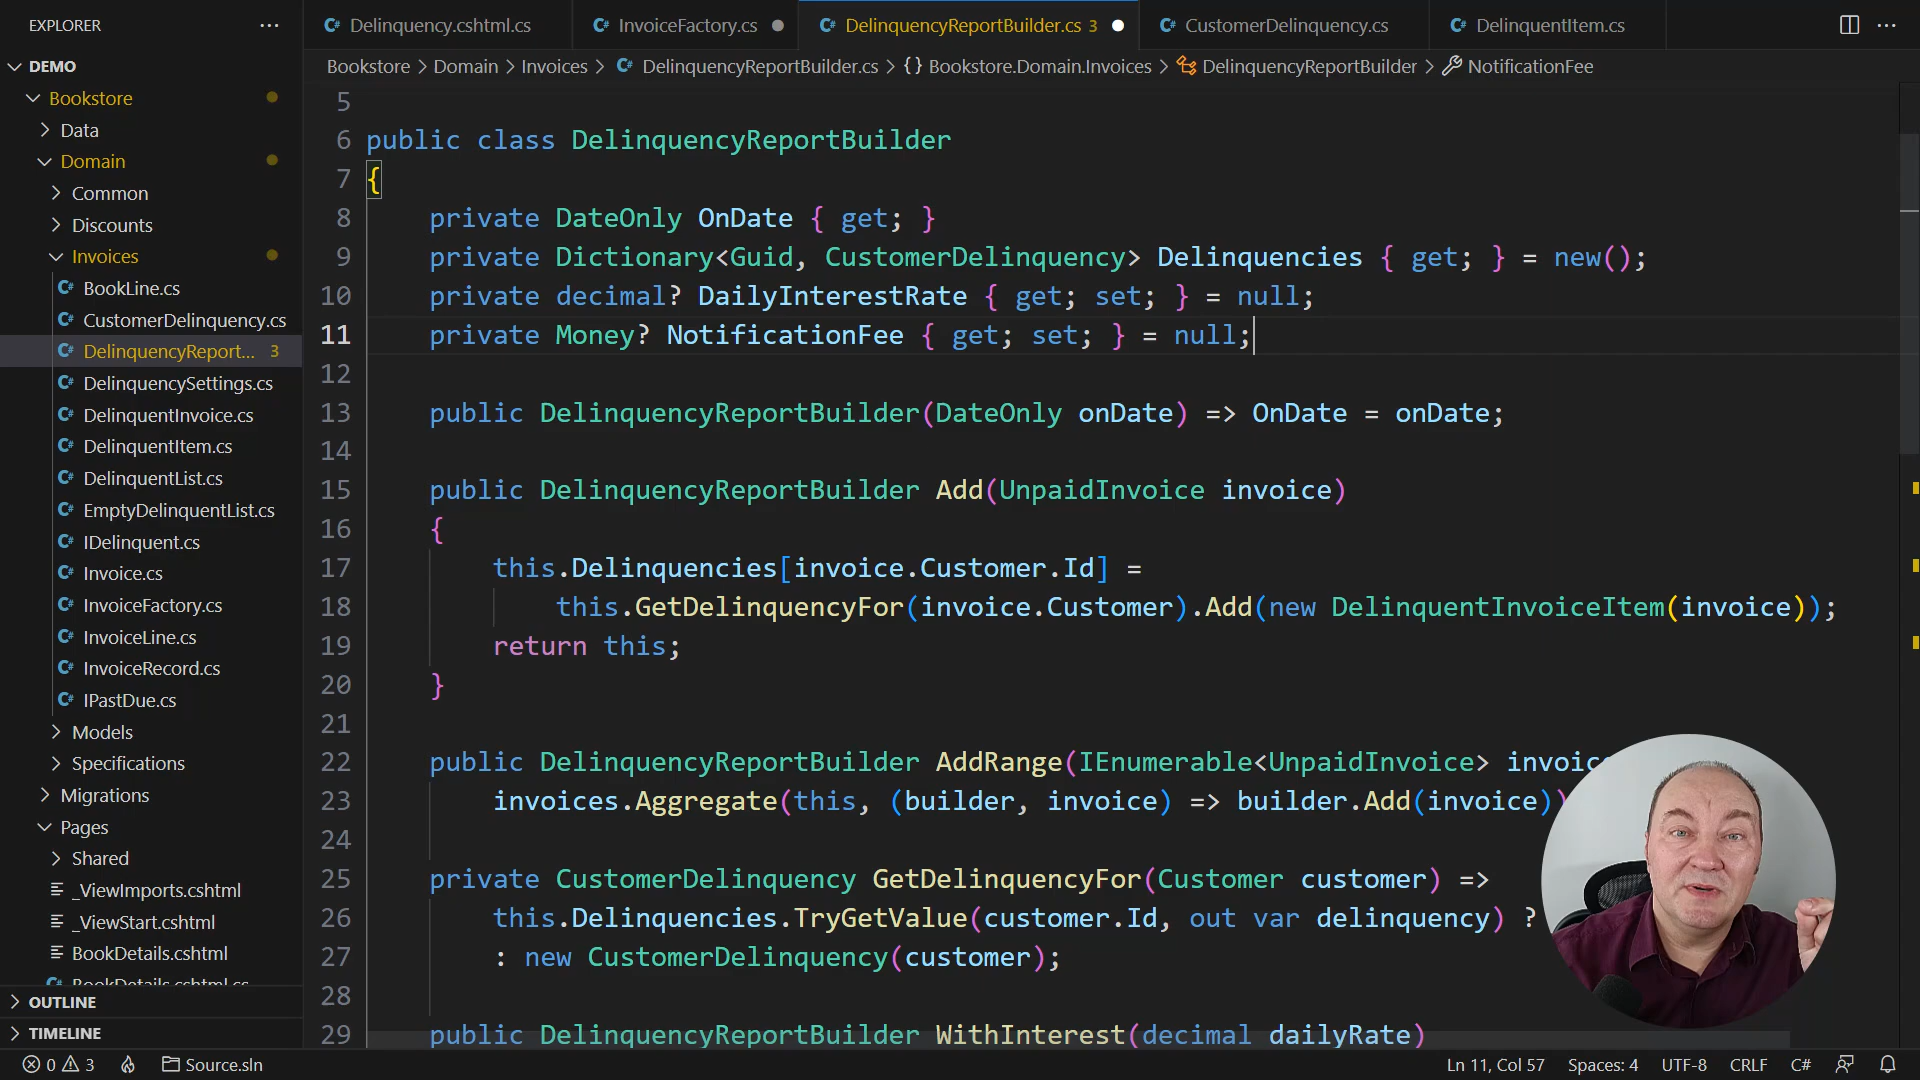 EXPLORER
DEMO
Bookstore
Data
Domain
Common
Discounts
Invoices
BookLine.cs
CustomerDelinquency.cs
DelinquencyReport... 3
DelinquencySettings.cs
DelinquentInvoice.cs
DelinquentItem.cs
DelinquentList.cs
EmptyDelinquentList.cs
IDelinquent.cs
Invoice.cs
InvoiceFactory.cs
InvoiceLine.cs
InvoiceRecord.cs
IPastDue.cs
Models
Specifications
Migrations
Pages
Shared
_ViewImports.cshtml
_ViewStart.cshtml
BookDetails.cshtml
BookDetails.cshtml.cs
OUTLINE
TIMELINE
Delinquency.cshtml.cs
InvoiceFactory.cs
DelinquencyReportBuilder.cs 3
CustomerDelinquency.cs
DelinquentItem.cs
Bookstore > Domain > Invoices > DelinquencyReportBuilder.cs > {} Bookstore.Domain.Invoices > DelinquencyReportBuilder > NotificationFee
5
6 public class DelinquencyReportBuilder
7 {
8 private DateOnly OnDate { get; }
9 private Dictionary<Guid, CustomerDelinquency> Delinquencies { get; } = new();
10 private decimal? DailyInterestRate { get; set; } = null;
11 private Money? NotificationFee { get; set; } = null;
12
13 public DelinquencyReportBuilder(DateOnly onDate) => OnDate = onDate;
14
15 public DelinquencyReportBuilder Add(UnpaidInvoice invoice)
16 {
17 this.Delinquencies[invoice.Customer.Id] =
18 this.GetDelinquencyFor(invoice.Customer).Add(new DelinquentInvoiceItem(invoice));
19 return this;
20 }
21
22 public DelinquencyReportBuilder AddRange(IEnumerable<UnpaidInvoice>
23 invoices.Aggregate(this, (builder, invoice) => builder.Add(invoice))
24
25 private CustomerDelinquency GetDelinquencyFor(Customer customer) =>
26 this.Delinquencies.TryGetValue(customer.Id, out var delinquency) ?
27 : new CustomerDelinquency(customer);
28
29 public DelinquencyReportBuilder WithInterest(decimal dailyRate)
0 3 Source.sln Ln 11, Col 57 Spaces: 4 UTF-8 CRLF C#